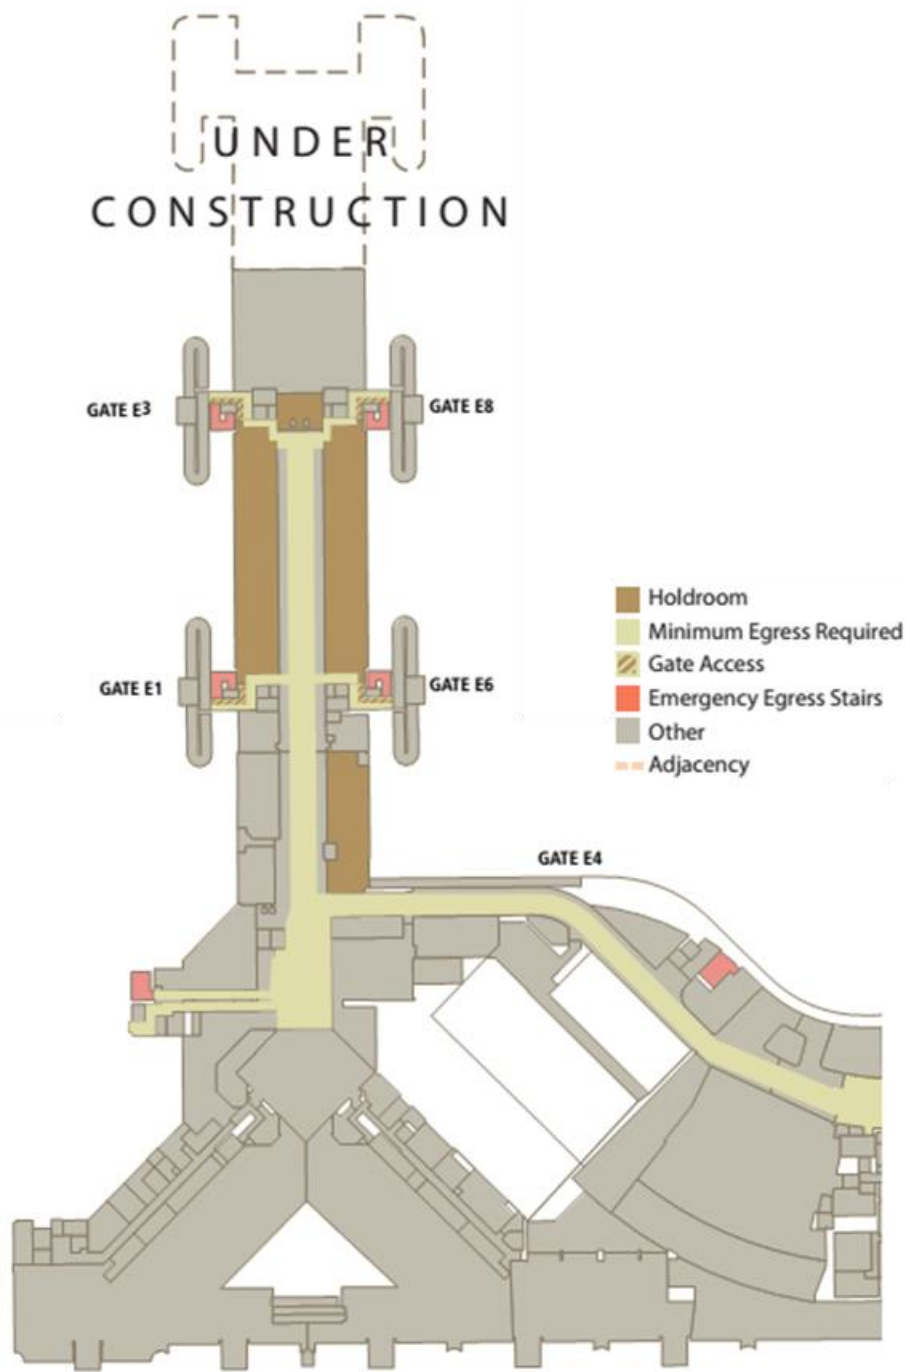 UNDER
CONSTRUCTION
GATE E3
GATE E8
GATE E1
GATE E6
Holdroom
Minimum Egress Required
Gate Access
Emergency Egress Stairs
Other
Adjacency
GATE E4